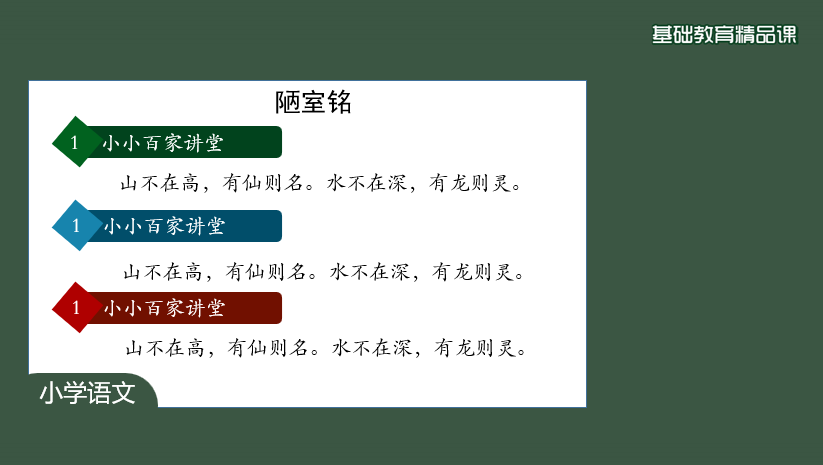 基础教育精品课
陋室铭
1 小小百家讲堂
山不在高，有仙则名。水不在深，有龙则灵。
1 小小百家讲堂
山不在高，有仙则名。水不在深，有龙则灵。
1 小小百家讲堂
山不在高，有仙则名。水不在深，有龙则灵。
小学语文